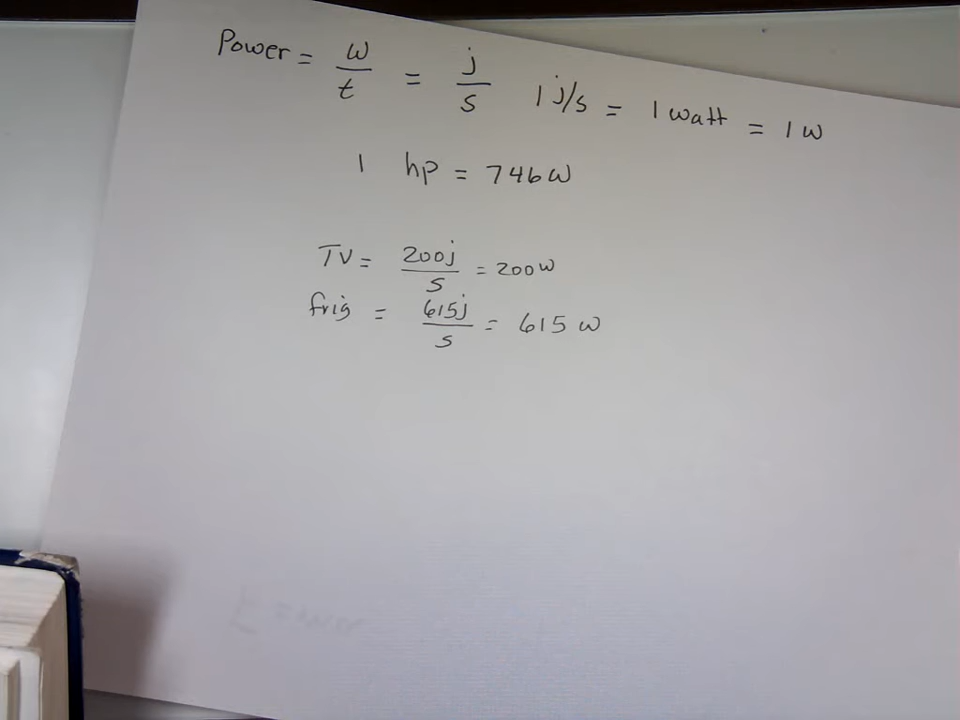 Power = w/t = j/s 1 j/s = 1 watt = 1 w
1 hp = 746 w
TV = 200j/s = 200 w
frig = 615j/s = 615 w